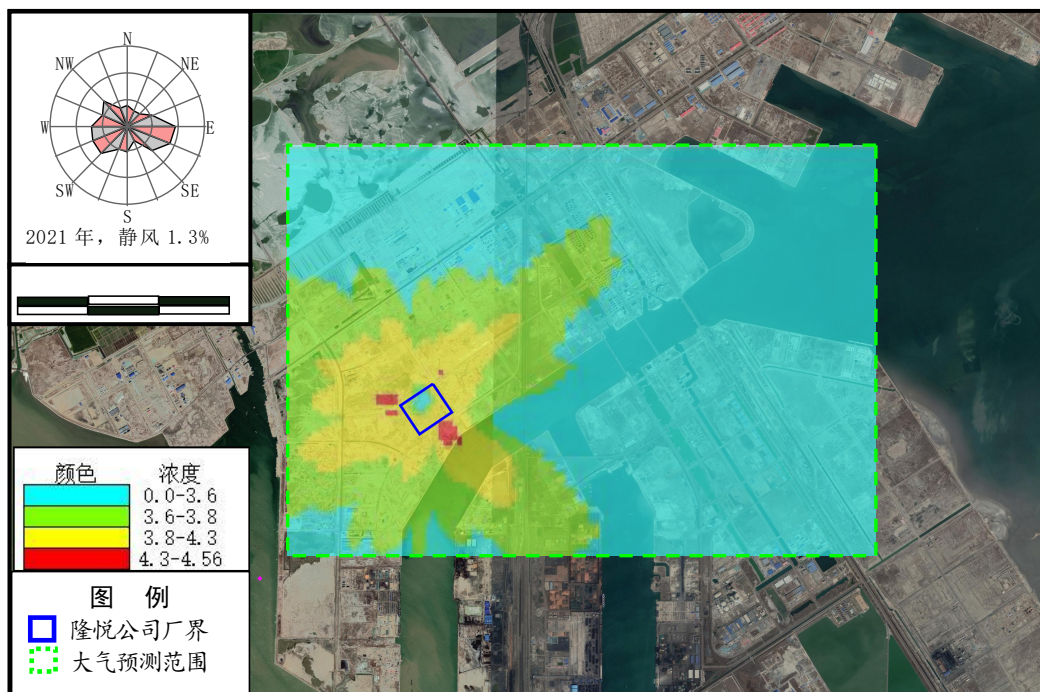 N
NW
NE
W
E
SW
SE
S
2021 年，静风 1.3%
颜色 浓度
0.0-3.6
3.6-3.8
3.8-4.3
4.3-4.56
图 例
隆悦公司厂界
大气预测范围